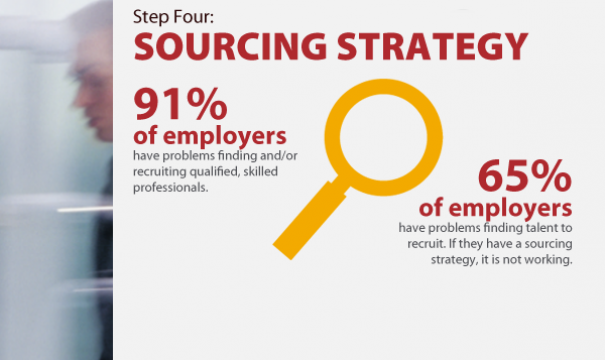 Step Four:
SOURCING STRATEGY
91%
of employers
have problems finding and/or
recruiting qualified, skilled
professionals.
65%
of employers
have problems finding talent to
recruit. If they have a sourcing
strategy, it is not working.